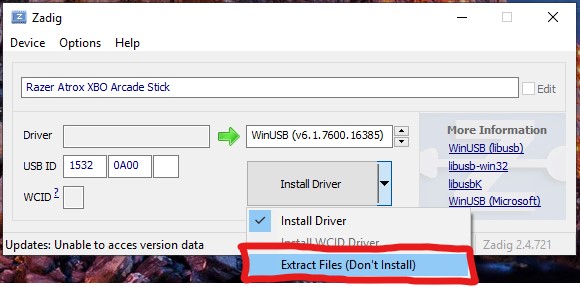 Zadig
Device Options Help
Razer Atrox XBO Arcade Stick
Edit
Driver
WinUSB (v6.1.7600.16385)
USB ID 1532 0A00
WCID ?
Install Driver
More Information
WinUSB (libusb)
libusb-win32
libusbK
WinUSB (Microsoft)
Install Driver
Install WCID Driver
Extract Files (Don't Install)
Updates: Unable to acces version data
Zadig 2.4.721